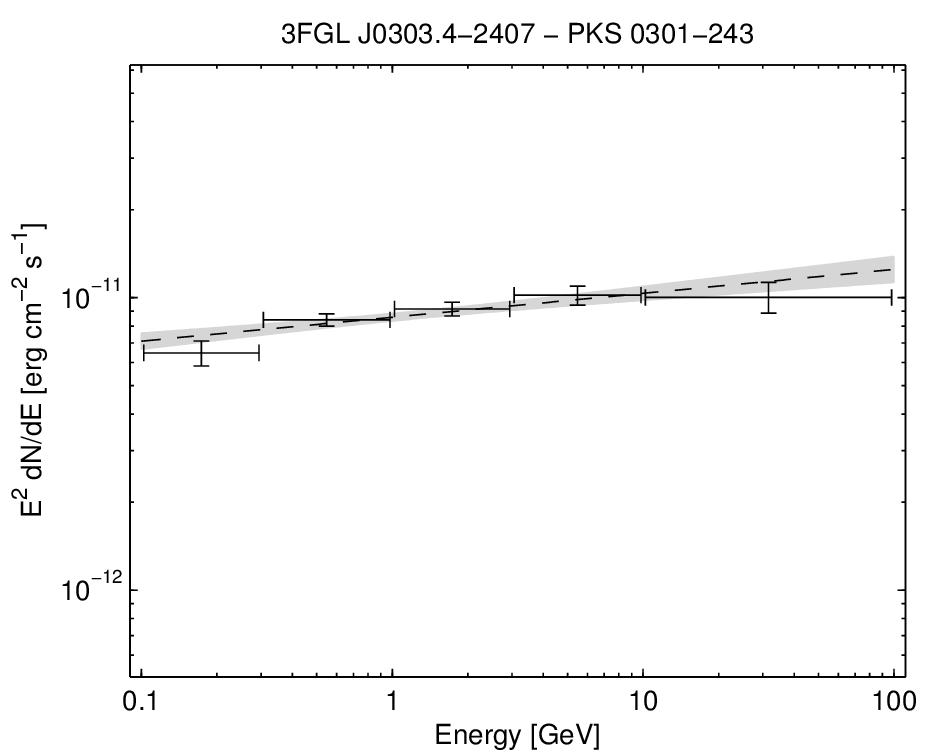 3FGL J0303.4−2407 − PKS 0301−243
E² dN/dE [erg cm⁻² s⁻¹]
10⁻¹¹
10⁻¹²
0.1 1 10 100
Energy [GeV]